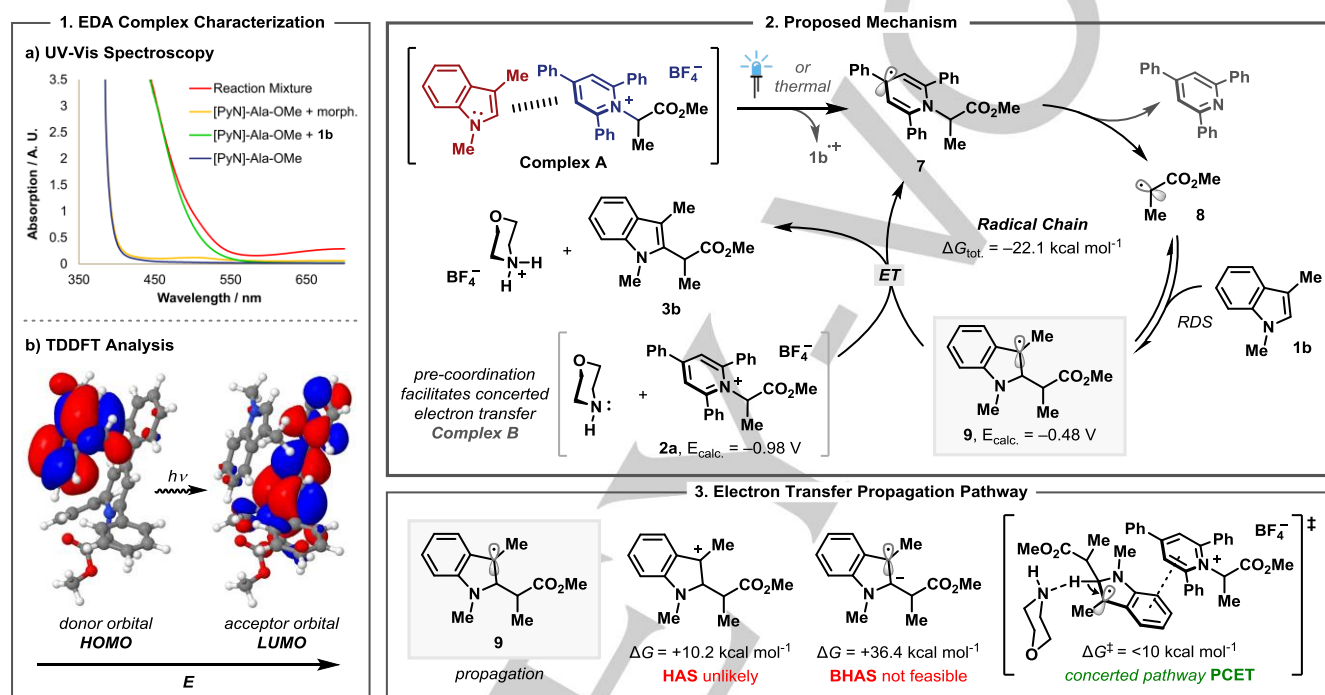 1. EDA Complex Characterization
a) UV-Vis Spectroscopy
Absorption / A. U.
3.5
3
2.5
2
1.5
1
0.5
0
350
450
550
650
Wavelength / nm
Reaction Mixture
[PyN]-Ala-OMe + morph.
[PyN]-Ala-OMe + 1b
[PyN]-Ala-OMe
b) TDDFT Analysis
hν
donor orbital
HOMO
acceptor orbital
LUMO
E
2. Proposed Mechanism
Me
N
Me
Ph
Ph
N
+
Ph
CO₂Me
Me
BF₄⁻
Complex A
or
thermal
1b·+
Ph
Ph
N
Ph
CO₂Me
Me
7
Ph
Ph
N
Ph
CO₂Me
Me
8
Radical Chain
ΔGtot. = –22.1 kcal mol⁻¹
O
N
H
+
H
BF₄⁻
+
Me
N
Me
CO₂Me
Me
3b
ET
RDS
Me
N
Me
1b
pre-coordination
facilitates concerted
electron transfer
Complex B
O
N:
H
+
Ph
Ph
N
+
Ph
CO₂Me
Me
BF₄⁻
2a, Ecalc. = –0.98 V
Me
N
Me
CO₂Me
Me
9, Ecalc. = –0.48 V
3. Electron Transfer Propagation Pathway
Me
N
Me
CO₂Me
Me
9
propagation
+
Me
N
Me
CO₂Me
Me
ΔG = +10.2 kcal mol⁻¹
HAS unlikely
Me
–
N
Me
CO₂Me
Me
ΔG = +36.4 kcal mol⁻¹
BHAS not feasible
Me
MeO₂C
Me
N
H
H
N
O
Me
Ph
Ph
N
+
Ph
CO₂Me
Me
BF₄⁻
‡
ΔG‡ = <10 kcal mol⁻¹
concerted pathway PCET